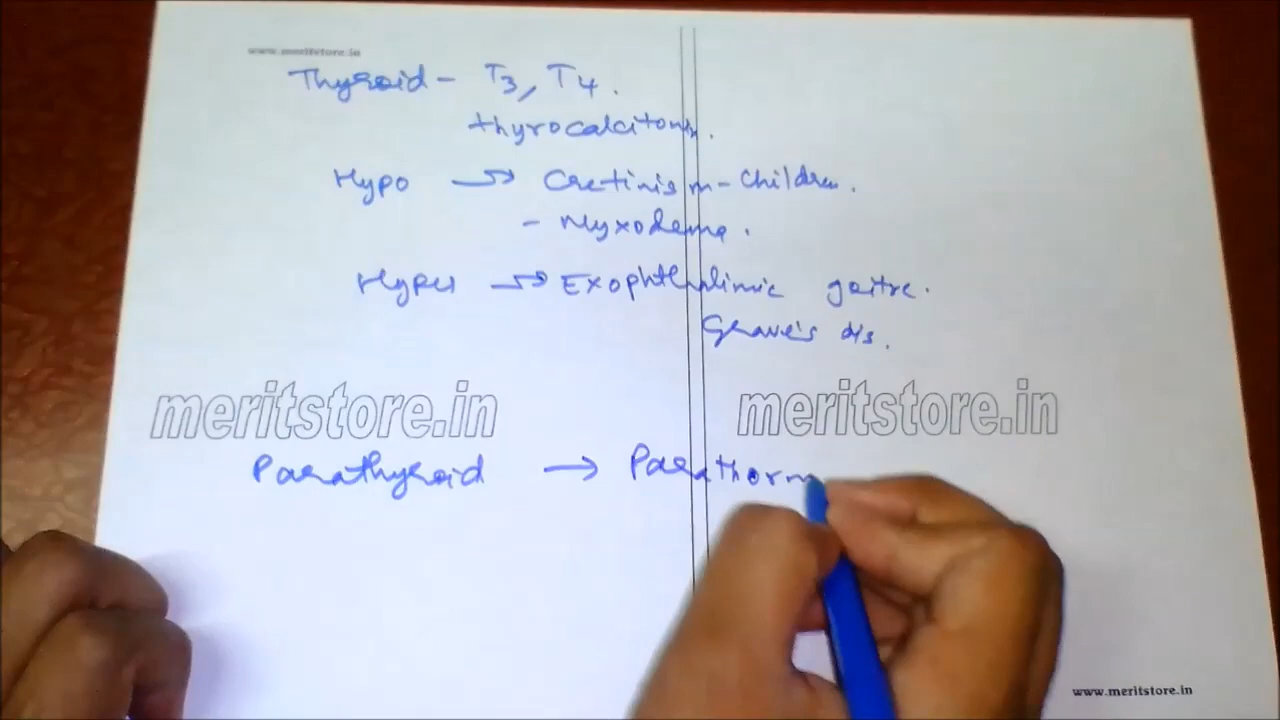 www.meritstore.in
Thyroid - T3, T4.
thyrocalcitonin.
Hypo → Cretinism - Children.
- Myxodema.
Hyper → Exophthalimic goitre.
Grave's dis.
meritstore.in meritstore.in
Parathyroid → Parathorm
www.meritstore.in